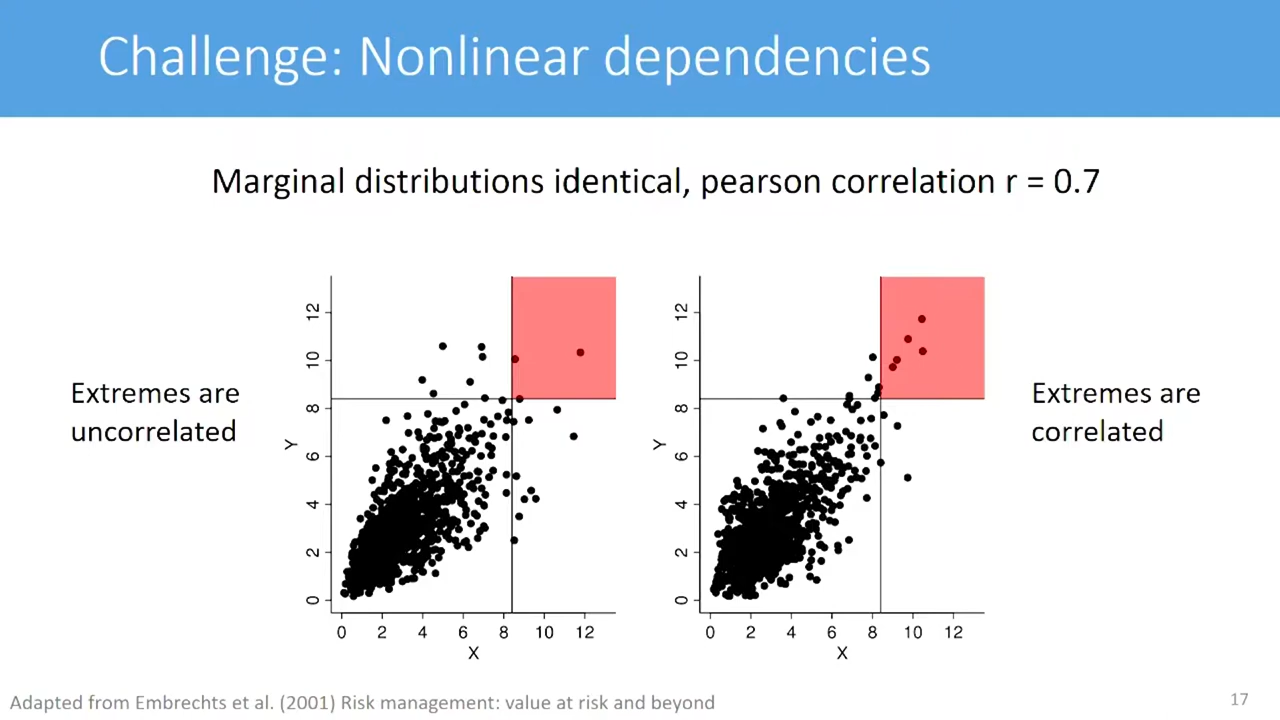 Challenge: Nonlinear dependencies
Marginal distributions identical, pearson correlation r = 0.7
Extremes are
uncorrelated
12
10
8
6
4
2
0
Y
0 2 4 6 8 10 12
X
12
10
8
6
4
2
0
Y
0 2 4 6 8 10 12
X
Extremes are
correlated
Adapted from Embrechts et al. (2001) Risk management: value at risk and beyond
17